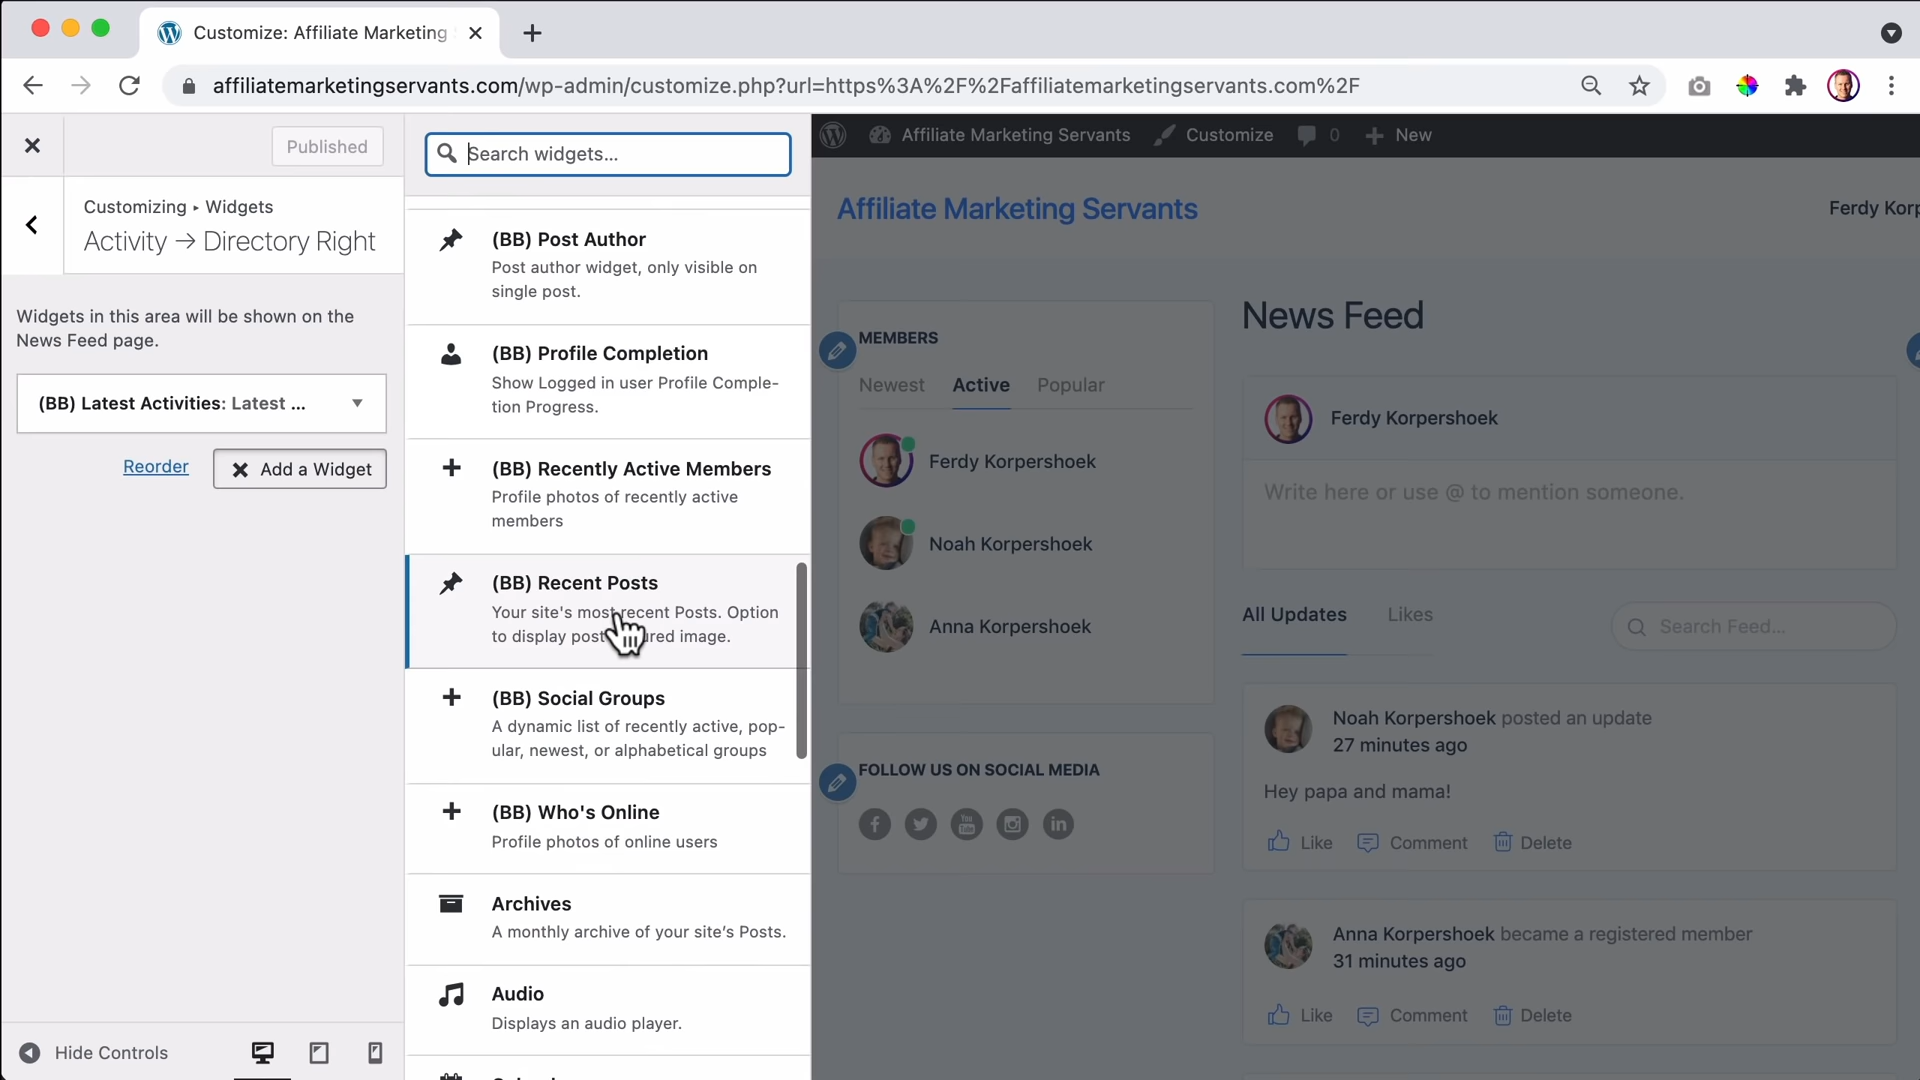 Customize: Affiliate Marketing
affiliatemarketingservants.com/wp-admin/customize.php?url=https%3A%2F%2Faffiliatemarketingservants.com%2F
Published
Customizing ▸ Widgets
Activity → Directory Right
Widgets in this area will be shown on the
News Feed page.
(BB) Latest Activities: Latest ...
Reorder
Add a Widget
Hide Controls
Search widgets...
(BB) Post Author
Post author widget, only visible on
single post.
(BB) Profile Completion
Show Logged in user Profile Comple-
tion Progress.
(BB) Recently Active Members
Profile photos of recently active
members
(BB) Recent Posts
Your site's most recent Posts. Option
to display post ured image.
(BB) Social Groups
A dynamic list of recently active, pop-
ular, newest, or alphabetical groups
(BB) Who's Online
Profile photos of online users
Archives
A monthly archive of your site's Posts.
Audio
Displays an audio player.
Affiliate Marketing Servants
Customize
0
New
Affiliate Marketing Servants
Ferdy Korp
MEMBERS
Newest Active Popular
Ferdy Korpershoek
Noah Korpershoek
Anna Korpershoek
FOLLOW US ON SOCIAL MEDIA
You
Tube
in
News Feed
Ferdy Korpershoek
Write here or use @ to mention someone.
All Updates Likes
Search Feed...
Noah Korpershoek posted an update
27 minutes ago
Hey papa and mama!
Like Comment Delete
Anna Korpershoek became a registered member
31 minutes ago
Like Comment Delete